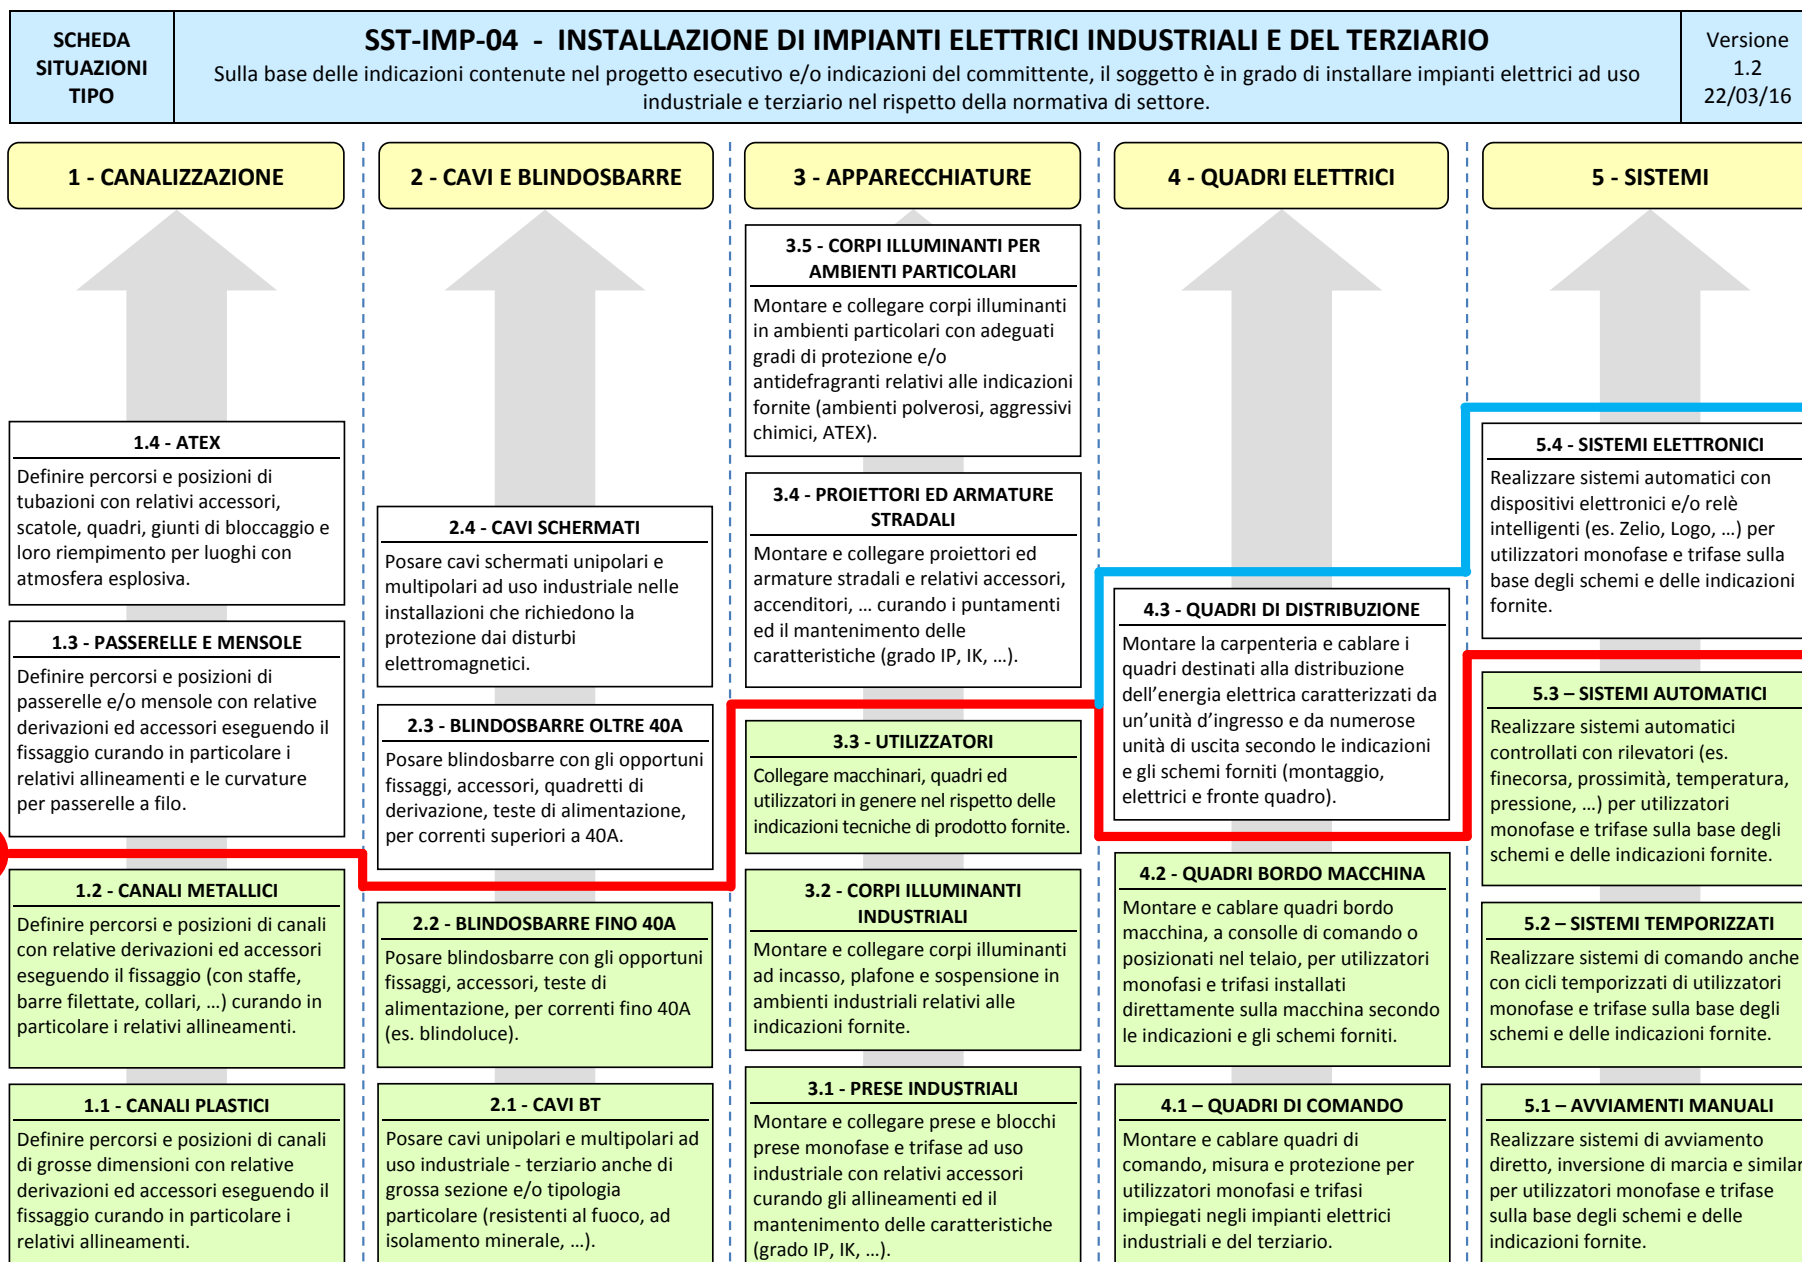 SCHEDA
SITUAZIONI
TIPO
SST-IMP-04 - INSTALLAZIONE DI IMPIANTI ELETTRICI INDUSTRIALI E DEL TERZIARIO
Sulla base delle indicazioni contenute nel progetto esecutivo e/o indicazioni del committente, il soggetto è in grado di installare impianti elettrici ad uso
industriale e terziario nel rispetto della normativa di settore.
Versione
1.2
22/03/16
1 - CANALIZZAZIONE
1.4 - ATEX
Definire percorsi e posizioni di
tubazioni con relativi accessori,
scatole, quadri, giunti di bloccaggio e
loro riempimento per luoghi con
atmosfera esplosiva.
1.3 - PASSERELLE E MENSOLE
Definire percorsi e posizioni di
passerelle e/o mensole con relative
derivazioni ed accessori eseguendo il
fissaggio curando in particolare i
relativi allineamenti e le curvature
per passerelle a filo.
1.2 - CANALI METALLICI
Definire percorsi e posizioni di canali
con relative derivazioni ed accessori
eseguendo il fissaggio (con staffe,
barre filettate, collari, …) curando in
particolare i relativi allineamenti.
1.1 - CANALI PLASTICI
Definire percorsi e posizioni di canali
di grosse dimensioni con relative
derivazioni ed accessori eseguendo il
fissaggio curando in particolare i
relativi allineamenti.
2 - CAVI E BLINDOSBARRE
2.4 - CAVI SCHERMATI
Posare cavi schermati unipolari e
multipolari ad uso industriale nelle
installazioni che richiedono la
protezione dai disturbi
elettromagnetici.
2.3 - BLINDOSBARRE OLTRE 40A
Posare blindosbarre con gli opportuni
fissaggi, accessori, quadretti di
derivazione, teste di alimentazione,
per correnti superiori a 40A.
2.2 - BLINDOSBARRE FINO 40A
Posare blindosbarre con gli opportuni
fissaggi, accessori, teste di
alimentazione, per correnti fino 40A
(es. blindoluce).
2.1 - CAVI BT
Posare cavi unipolari e multipolari ad
uso industriale - terziario anche di
grossa sezione e/o tipologia
particolare (resistenti al fuoco, ad
isolamento minerale, …).
3 - APPARECCHIATURE
3.5 - CORPI ILLUMINANTI PER
AMBIENTI PARTICOLARI
Montare e collegare corpi illuminanti
in ambienti particolari con adeguati
gradi di protezione e/o
antidefragranti relativi alle indicazioni
fornite (ambienti polverosi, aggressivi
chimici, ATEX).
3.4 - PROIETTORI ED ARMATURE
STRADALI
Montare e collegare proiettori ed
armature stradali e relativi accessori,
accenditori, … curando i puntamenti
ed il mantenimento delle
caratteristiche (grado IP, IK, …).
3.3 - UTILIZZATORI
Collegare macchinari, quadri ed
utilizzatori in genere nel rispetto delle
indicazioni tecniche di prodotto fornite.
3.2 - CORPI ILLUMINANTI
INDUSTRIALI
Montare e collegare corpi illuminanti
ad incasso, plafone e sospensione in
ambienti industriali relativi alle
indicazioni fornite.
3.1 - PRESE INDUSTRIALI
Montare e collegare prese e blocchi
prese monofase e trifase ad uso
industriale con relativi accessori
curando gli allineamenti ed il
mantenimento delle caratteristiche
(grado IP, IK, …).
4 - QUADRI ELETTRICI
4.3 - QUADRI DI DISTRIBUZIONE
Montare la carpenteria e cablare i
quadri destinati alla distribuzione
dell'energia elettrica caratterizzati da
un'unità d'ingresso e da numerose
unità di uscita secondo le indicazioni
e gli schemi forniti (montaggio,
elettrici e fronte quadro).
4.2 - QUADRI BORDO MACCHINA
Montare e cablare quadri bordo
macchina, a consolle di comando o
posizionati nel telaio, per utilizzatori
monofasi e trifasi installati
direttamente sulla macchina secondo
le indicazioni e gli schemi forniti.
4.1 – QUADRI DI COMANDO
Montare e cablare quadri di
comando, misura e protezione per
utilizzatori monofasi e trifasi
impiegati negli impianti elettrici
industriali e del terziario.
5 - SISTEMI
5.4 - SISTEMI ELETTRONICI
Realizzare sistemi automatici con
dispositivi elettronici e/o relè
intelligenti (es. Zelio, Logo, …) per
utilizzatori monofase e trifase sulla
base degli schemi e delle indicazioni
fornite.
5.3 – SISTEMI AUTOMATICI
Realizzare sistemi automatici
controllati con rilevatori (es.
finecorsa, prossimità, temperatura,
pressione, …) per utilizzatori
monofase e trifase sulla base degli
schemi e delle indicazioni fornite.
5.2 – SISTEMI TEMPORIZZATI
Realizzare sistemi di comando anche
con cicli temporizzati di utilizzatori
monofase e trifase sulla base degli
schemi e delle indicazioni fornite.
5.1 – AVVIAMENTI MANUALI
Realizzare sistemi di avviamento
diretto, inversione di marcia e similar
per utilizzatori monofase e trifase
sulla base degli schemi e delle
indicazioni fornite.